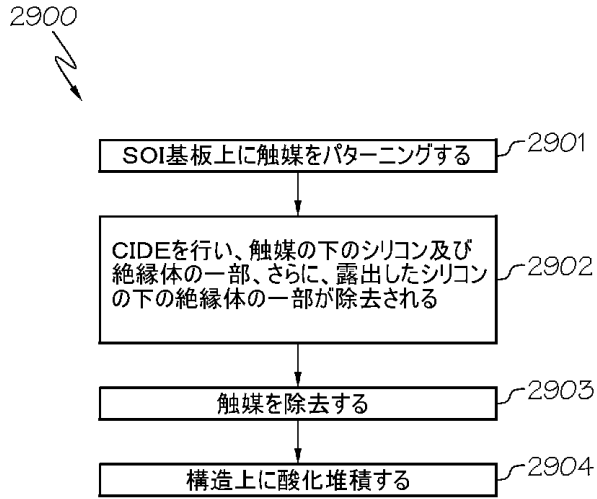 2900
SOI基板上に触媒をパターニングする
2901
CIDEを行い、触媒の下のシリコン及び
絶縁体の一部、さらに、露出したシリコン
の下の絶縁体の一部が除去される
2902
触媒を除去する
2903
構造上に酸化堆積する
2904